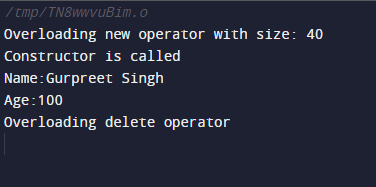 /tmp/TN8wwvuBim.o
Overloading new operator with size: 40
Constructor is called
Name:Gurpreet Singh
Age:100
Overloading delete operator